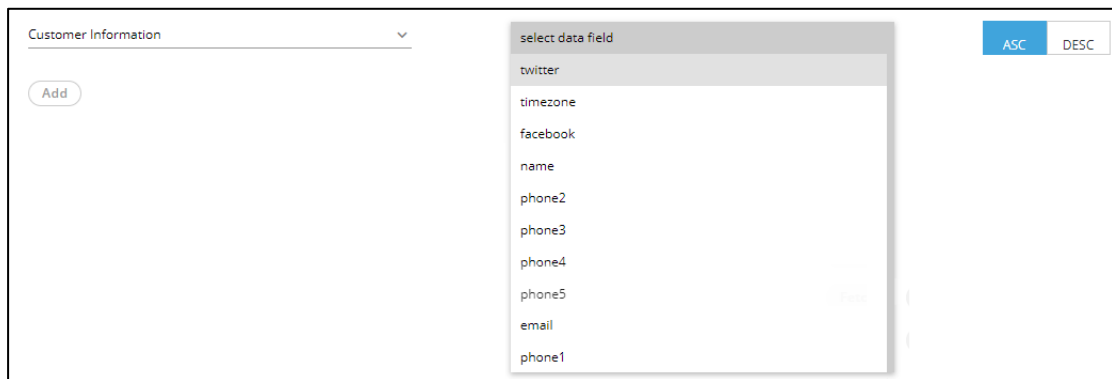 Customer Information
select data field
ASC
DESC
twitter
Add
timezone
facebook
name
phone2
phone3
phone4
phone5
email
phone1